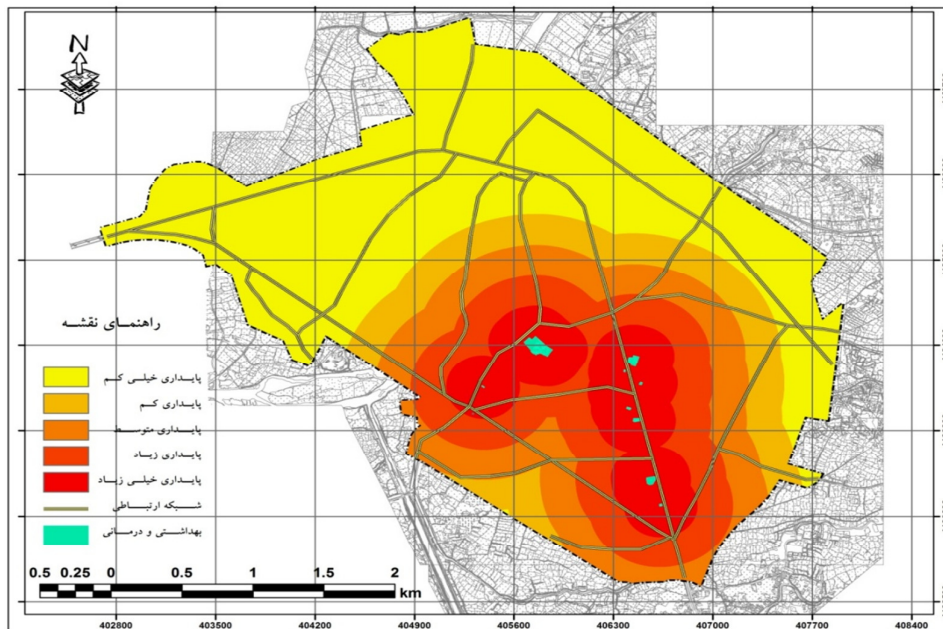 N
راهنمای نقشه
پایداری خیلی کم
پایداری کم
پایداری متوسط
پایداری زیاد
پایداری خیلی زیاد
شبکه ارتباطی
بهداشتی و درمانی
0.5 0.25 0 0.5 1 1.5 2
km
402800 403500 404200 404900 405600 406300 407000 407700 408400